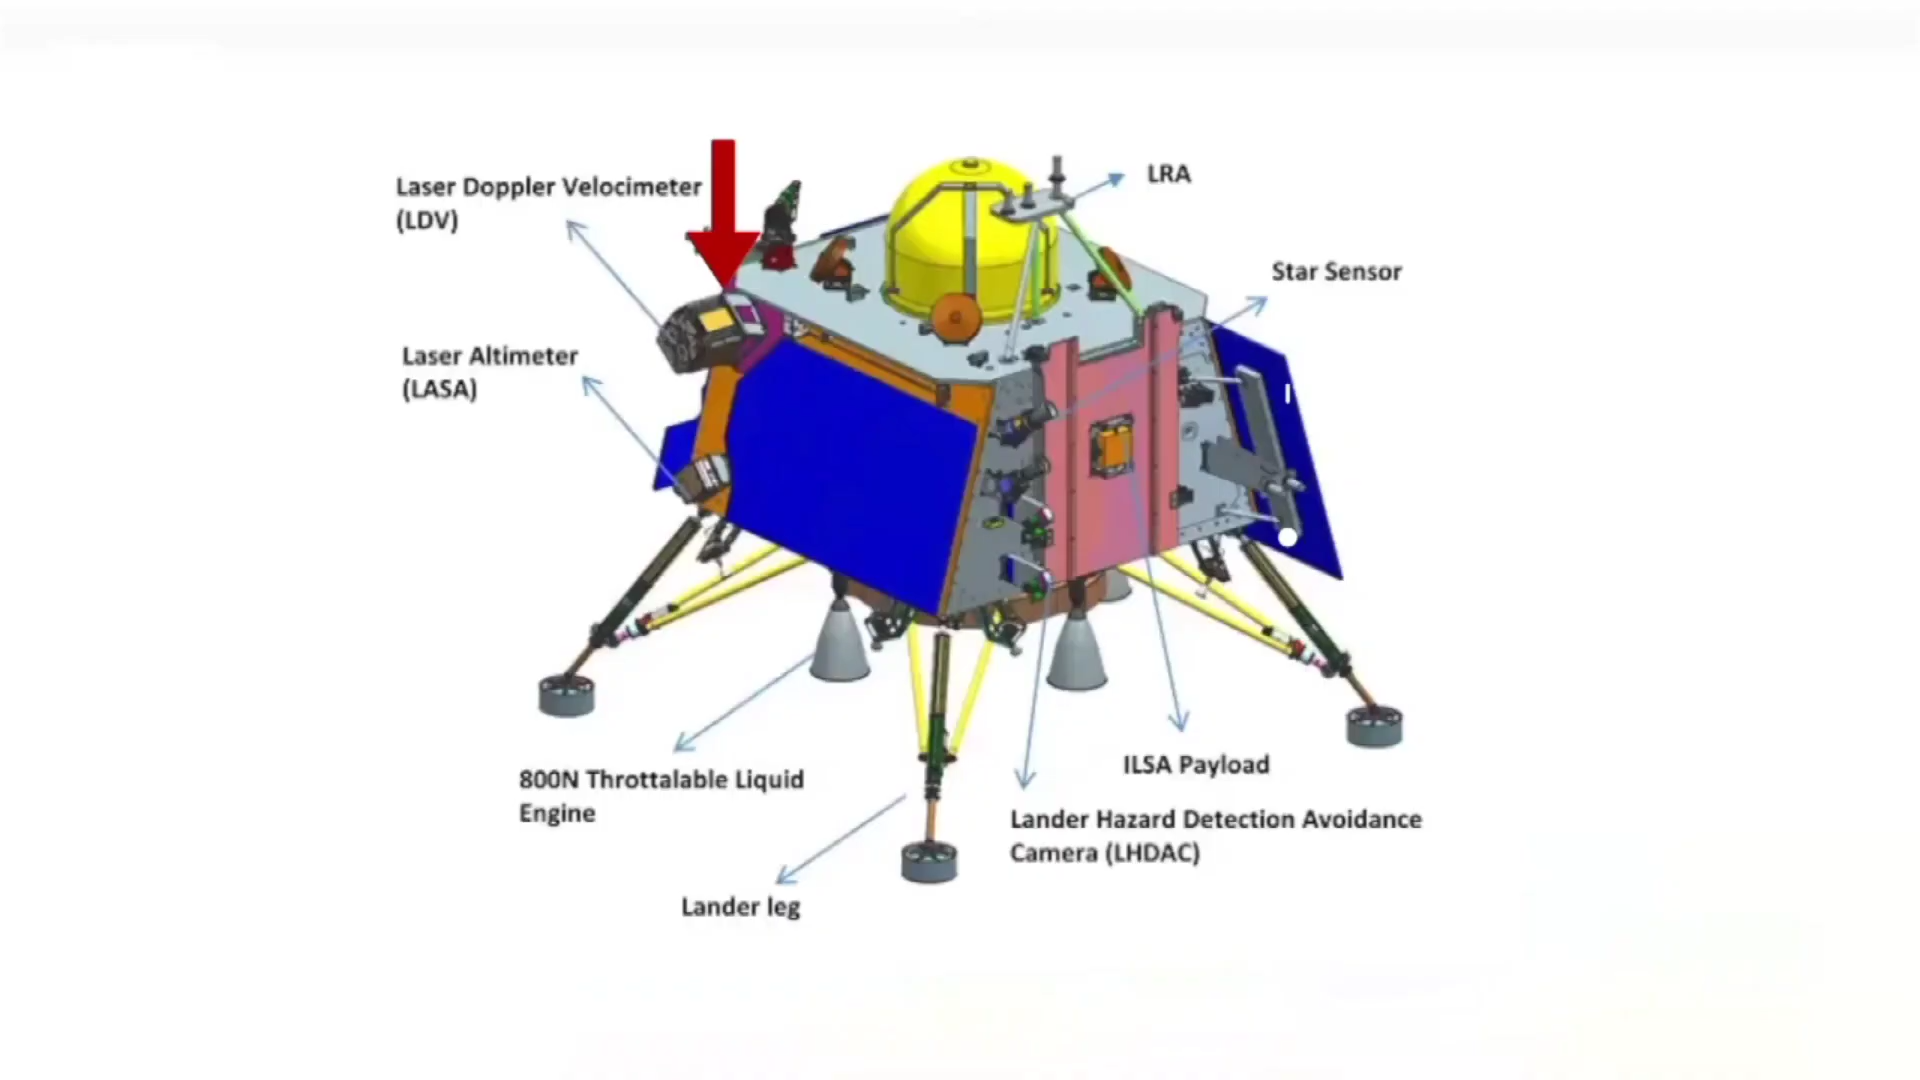 Laser Doppler Velocimeter
(LDV)
LRA
Star Sensor
Laser Altimeter
(LASA)
800N Throttalable Liquid
Engine
ILSA Payload
Lander Hazard Detection Avoidance
Camera (LHDAC)
Lander leg